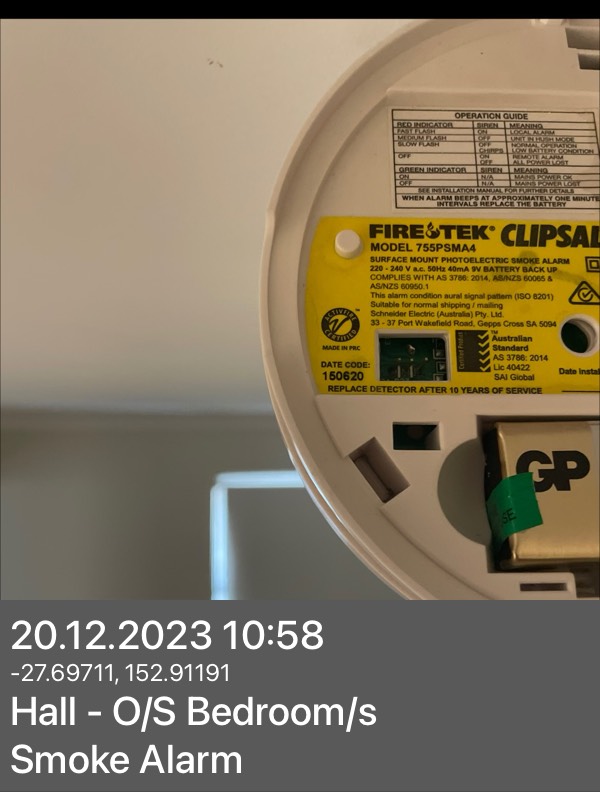 OPERATION GUIDE
RED INDICATOR SIREN MEANING
FAST FLASH ON LOCAL ALARM
MEDIUM FLASH OFF UNIT IN HUSH MODE
SLOW FLASH OFF NORMAL OPERATION
CHIRPS LOW BATTERY CONDITION
OFF ON REMOTE ALARM
OFF ALL POWER LOST
GREEN INDICATOR SIREN MEANING
ON N/A MAINS POWER OK
OFF N/A MAINS POWER LOST
SEE INSTALLATION MANUAL FOR FURTHER DETAILS
WHEN ALARM BEEPS AT APPROXIMATELY ONE MINUTE
INTERVALS REPLACE THE BATTERY
FIRETEK® CLIPSAL
MODEL 755PSMA4
SURFACE MOUNT PHOTOELECTRIC SMOKE ALARM
220 - 240 V a.c. 50Hz 40mA 9V BATTERY BACK UP
COMPLIES WITH AS 3786: 2014, AS/NZS 60065 &
AS/NZS 60950.1
This alarm condition aural signal pattern (ISO 8201)
Suitable for normal shipping / mailing
Schneider Electric (Australia) Pty. Ltd.
33 - 37 Port Wakefield Road, Gepps Cross SA 5094
MADE IN PRC
Australian
Standard
AS 3786: 2014
Lic 40422
SAI Global
DATE CODE:
150620
Date instal
REPLACE DETECTOR AFTER 10 YEARS OF SERVICE
GP
SE
20.12.2023 10:58
-27.69711, 152.91191
Hall - O/S Bedroom/s
Smoke Alarm